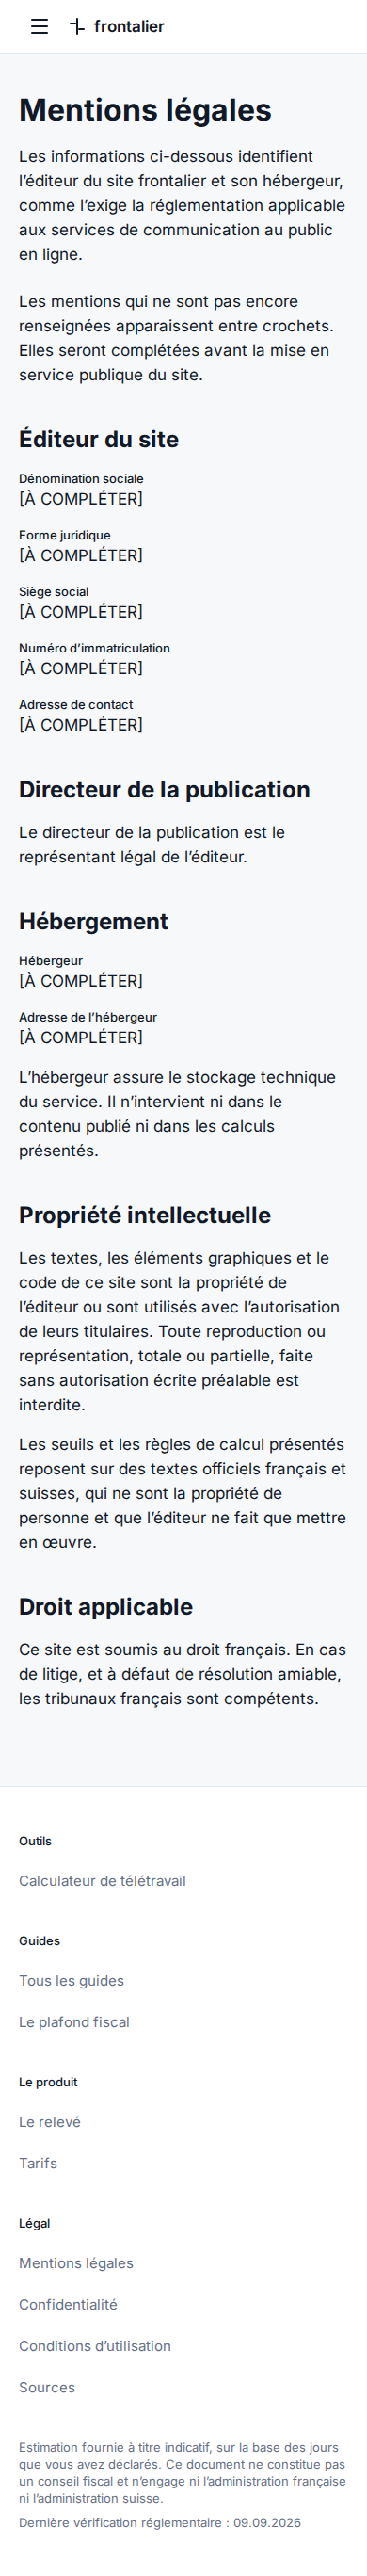 frontalier
Mentions légales
Les informations ci-dessous identifient
l’éditeur du site frontalier et son hébergeur,
comme l’exige la réglementation applicable
aux services de communication au public
en ligne.
Les mentions qui ne sont pas encore
renseignées apparaissent entre crochets.
Elles seront complétées avant la mise en
service publique du site.
Éditeur du site
Dénomination sociale
[À COMPLÉTER]
Forme juridique
[À COMPLÉTER]
Siège social
[À COMPLÉTER]
Numéro d’immatriculation
[À COMPLÉTER]
Adresse de contact
[À COMPLÉTER]
Directeur de la publication
Le directeur de la publication est le
représentant légal de l’éditeur.
Hébergement
Hébergeur
[À COMPLÉTER]
Adresse de l’hébergeur
[À COMPLÉTER]
L’hébergeur assure le stockage technique
du service. Il n’intervient ni dans le
contenu publié ni dans les calculs
présentés.
Propriété intellectuelle
Les textes, les éléments graphiques et le
code de ce site sont la propriété de
l’éditeur ou sont utilisés avec l’autorisation
de leurs titulaires. Toute reproduction ou
représentation, totale ou partielle, faite
sans autorisation écrite préalable est
interdite.
Les seuils et les règles de calcul présentés
reposent sur des textes officiels français et
suisses, qui ne sont la propriété de
personne et que l’éditeur ne fait que mettre
en œuvre.
Droit applicable
Ce site est soumis au droit français. En cas
de litige, et à défaut de résolution amiable,
les tribunaux français sont compétents.
Outils
Calculateur de télétravail
Guides
Tous les guides
Le plafond fiscal
Le produit
Le relevé
Tarifs
Légal
Mentions légales
Confidentialité
Conditions d’utilisation
Sources
Estimation fournie à titre indicatif, sur la base des jours
que vous avez déclarés. Ce document ne constitue pas
un conseil fiscal et n’engage ni l’administration française
ni l’administration suisse.
Dernière vérification réglementaire : 09.09.2026